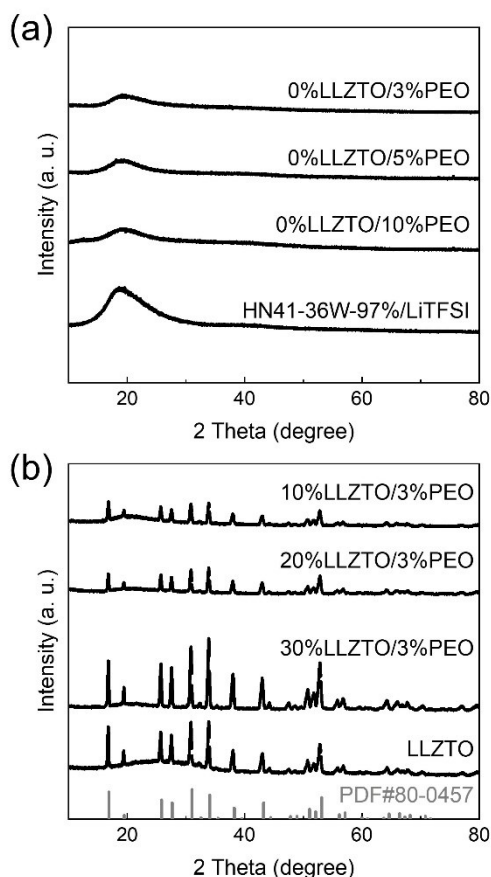 (a)
0%LLZTO/3%PEO
0%LLZTO/5%PEO
0%LLZTO/10%PEO
HN41-36W-97%/LiTFSI
Intensity (a. u.)
20 40 60 80
2 Theta (degree)
(b)
10%LLZTO/3%PEO
20%LLZTO/3%PEO
30%LLZTO/3%PEO
LLZTO
PDF#80-0457
Intensity (a. u.)
20 40 60 80
2 Theta (degree)